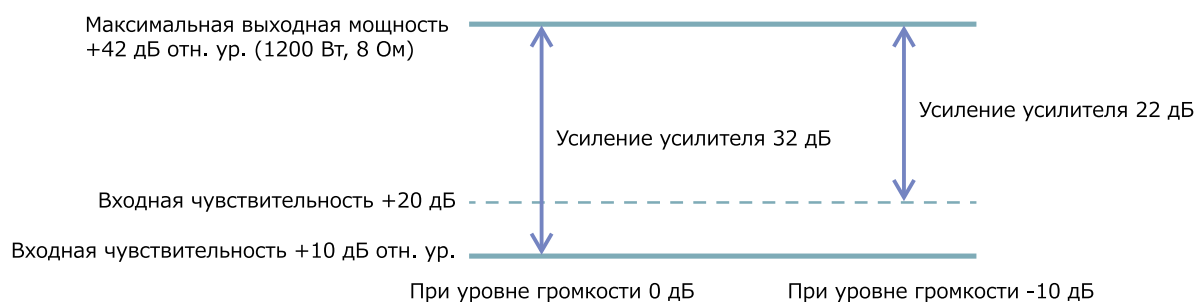 Максимальная выходная мощность
+42 дБ отн. ур. (1200 Вт, 8 Ом)
Усиление усилителя 22 дБ
Усиление усилителя 32 дБ
Входная чувствительность +20 дБ
Входная чувствительность +10 дБ отн. ур.
При уровне громкости 0 дБ
При уровне громкости -10 дБ